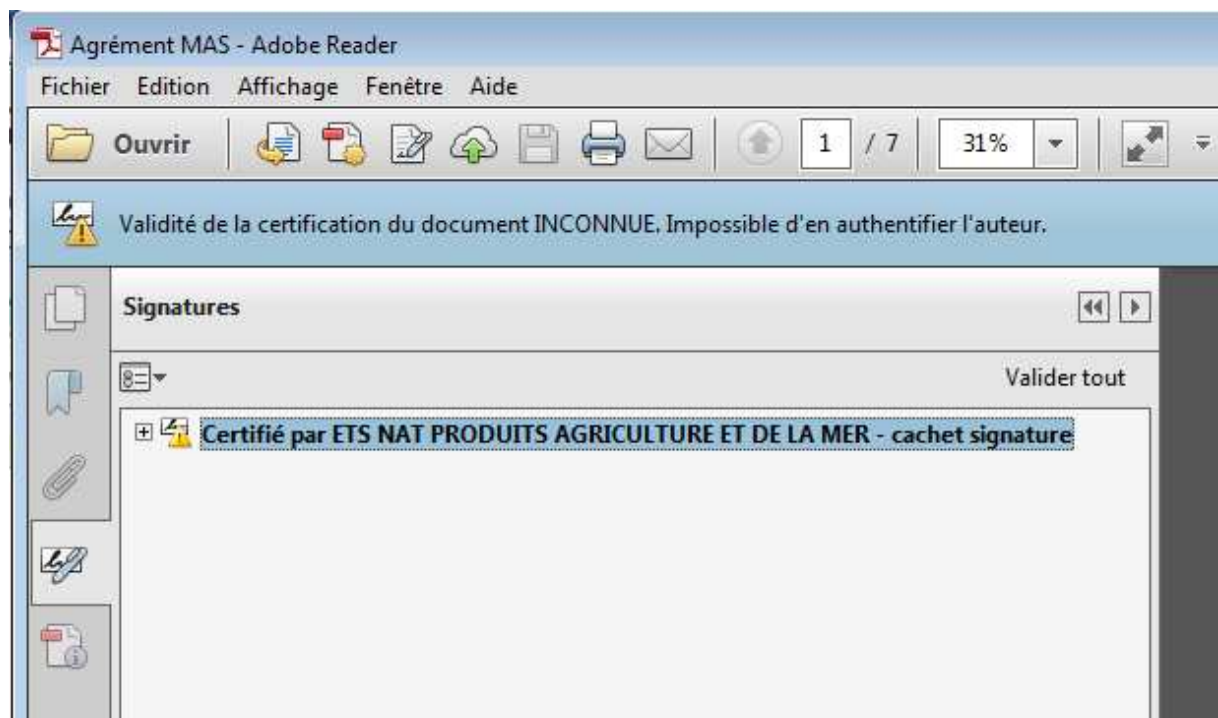 Agrément MAS - Adobe Reader
Fichier Edition Affichage Fenêtre Aide
Ouvrir 1 / 7 31%
Validité de la certification du document INCONNUE. Impossible d'en authentifier l'auteur.
Signatures
Valider tout
Certifié par ETS NAT PRODUITS AGRICULTURE ET DE LA MER - cachet signature